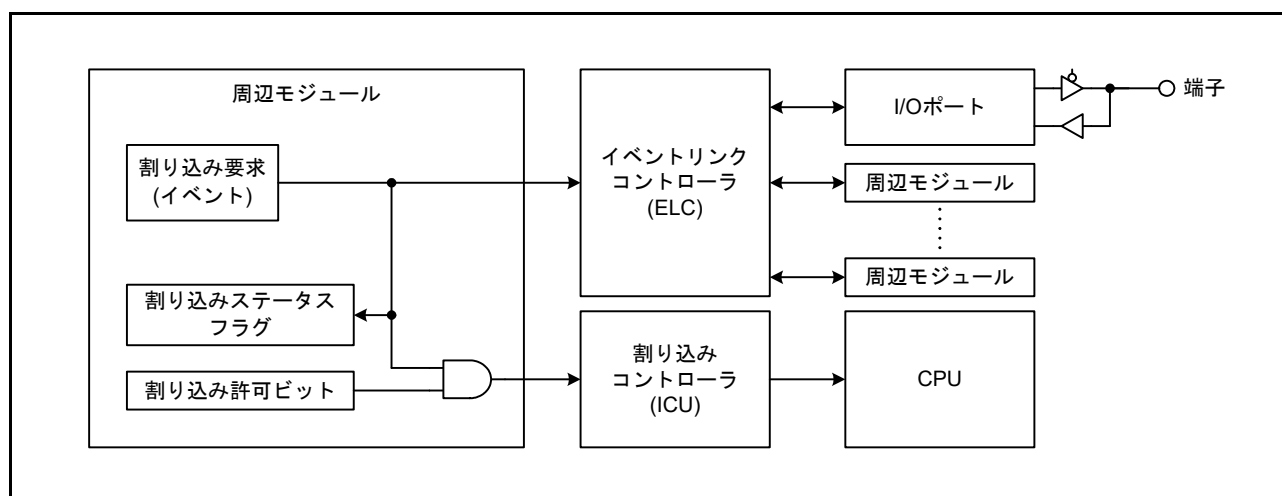 周辺モジュール
割り込み要求
(イベント)
割り込みステータス
フラグ
割り込み許可ビット
イベントリンク
コントローラ
(ELC)
割り込み
コントローラ
(ICU)
I/Oポート
端子
周辺モジュール
周辺モジュール
CPU